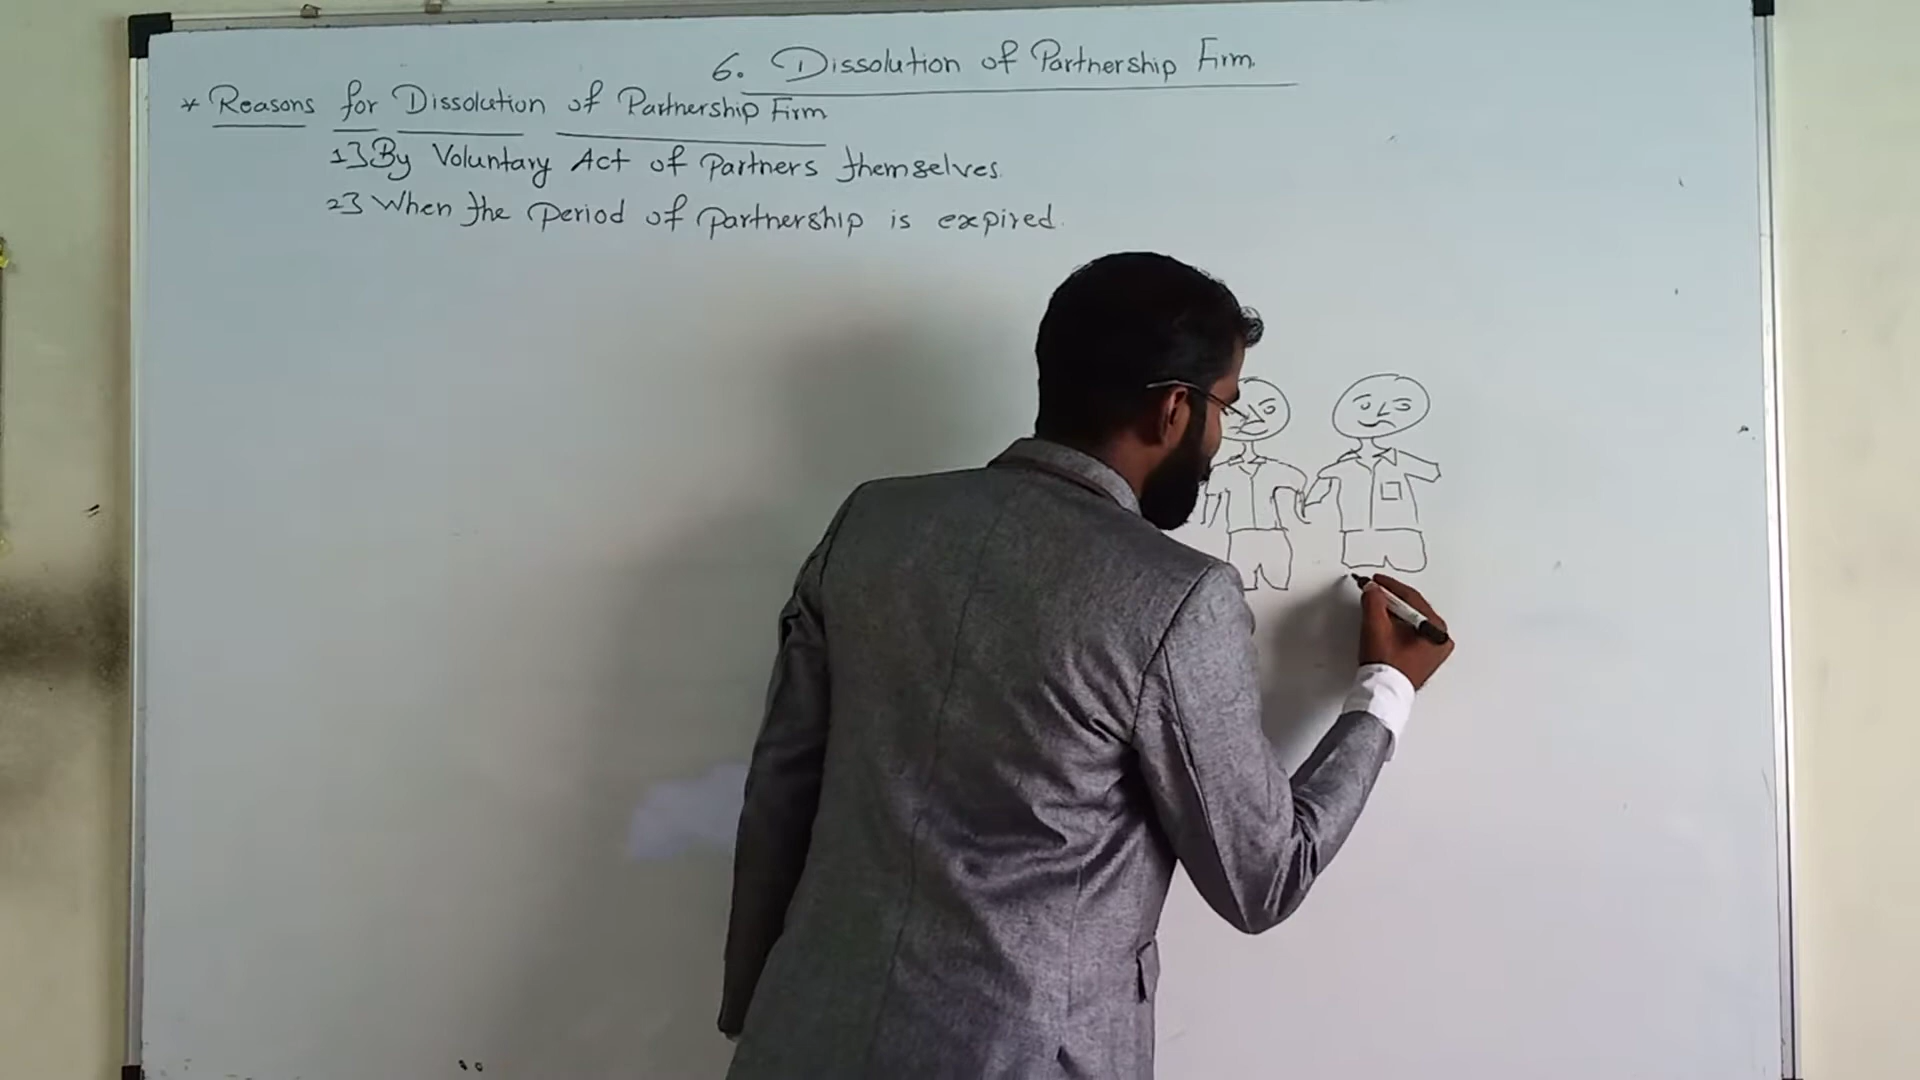 6. Dissolution of Partnership Firm.
* Reasons for Dissolution of Partnership Firm
1] By Voluntary Act of Partners themselves.
2] When the period of partnership is expired.